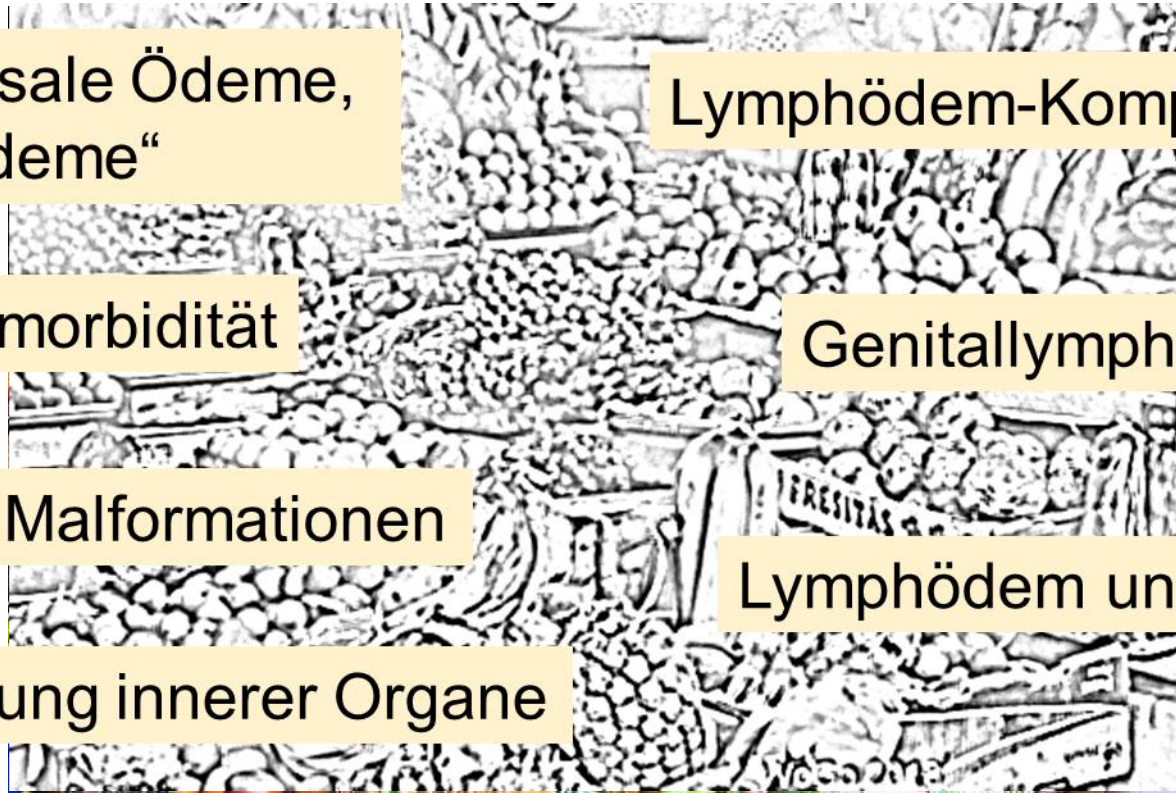 sale Ödeme,
deme“
Lymphödem-Komp
morbidität
Genitallymph
Malformationen
FRESITAS
Lymphödem un
ung innerer Organe